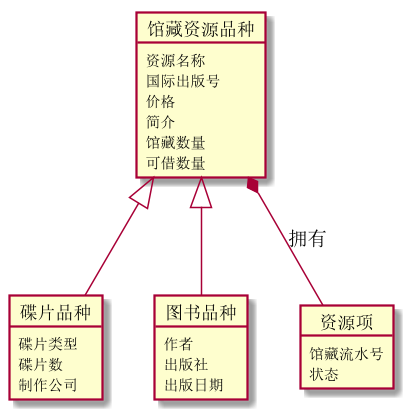 馆藏资源品种
资源名称
国际出版号
价格
简介
馆藏数量
可借数量
拥有
碟片品种
碟片类型
碟片数
制作公司
图书品种
作者
出版社
出版日期
资源项
馆藏流水号
状态